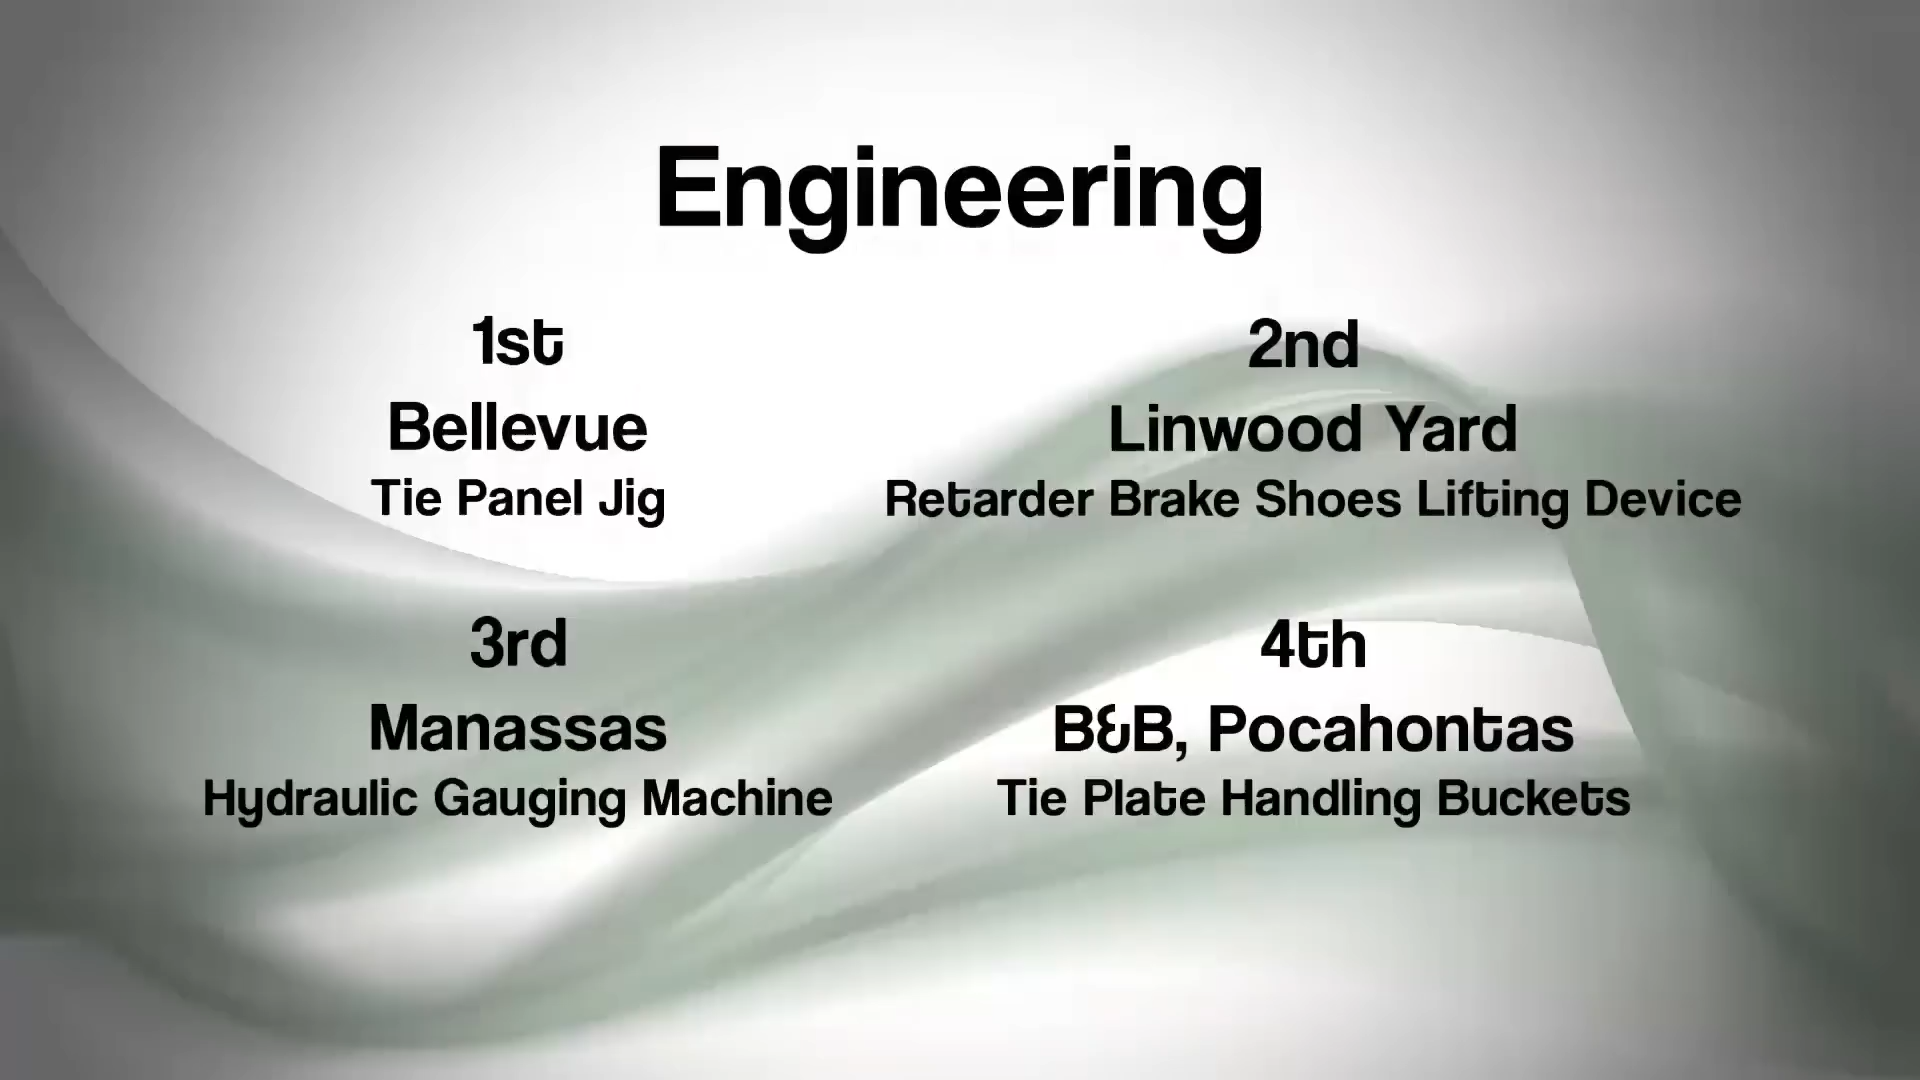 Engineering
1st
Bellevue
Tie Panel Jig
2nd
Linwood Yard
Retarder Brake Shoes Lifting Device
3rd
Manassas
Hydraulic Gauging Machine
4th
B&B, Pocahontas
Tie Plate Handling Buckets